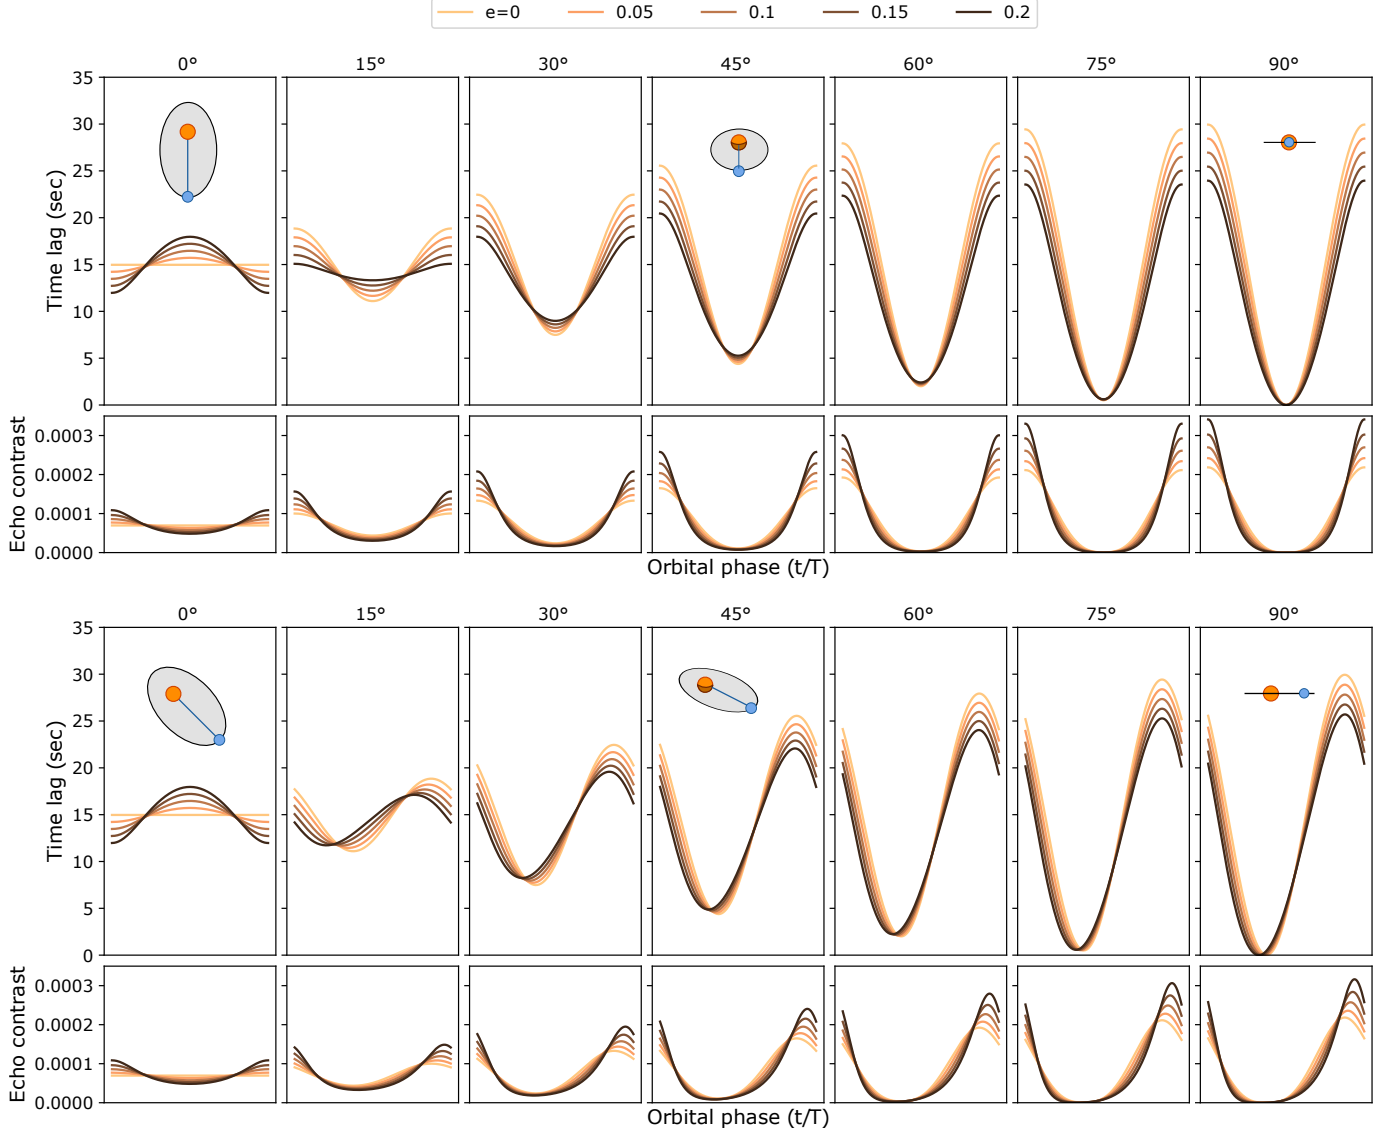 e=0 0.05 0.1 0.15 0.2
0° 15° 30° 45° 60° 75° 90°
35
30
25
20
15
10
5
0
Time lag (sec)
0.0003
0.0002
0.0001
0.0000
Echo contrast
Orbital phase (t/T)
0° 15° 30° 45° 60° 75° 90°
35
30
25
20
15
10
5
0
Time lag (sec)
0.0003
0.0002
0.0001
0.0000
Echo contrast
Orbital phase (t/T)